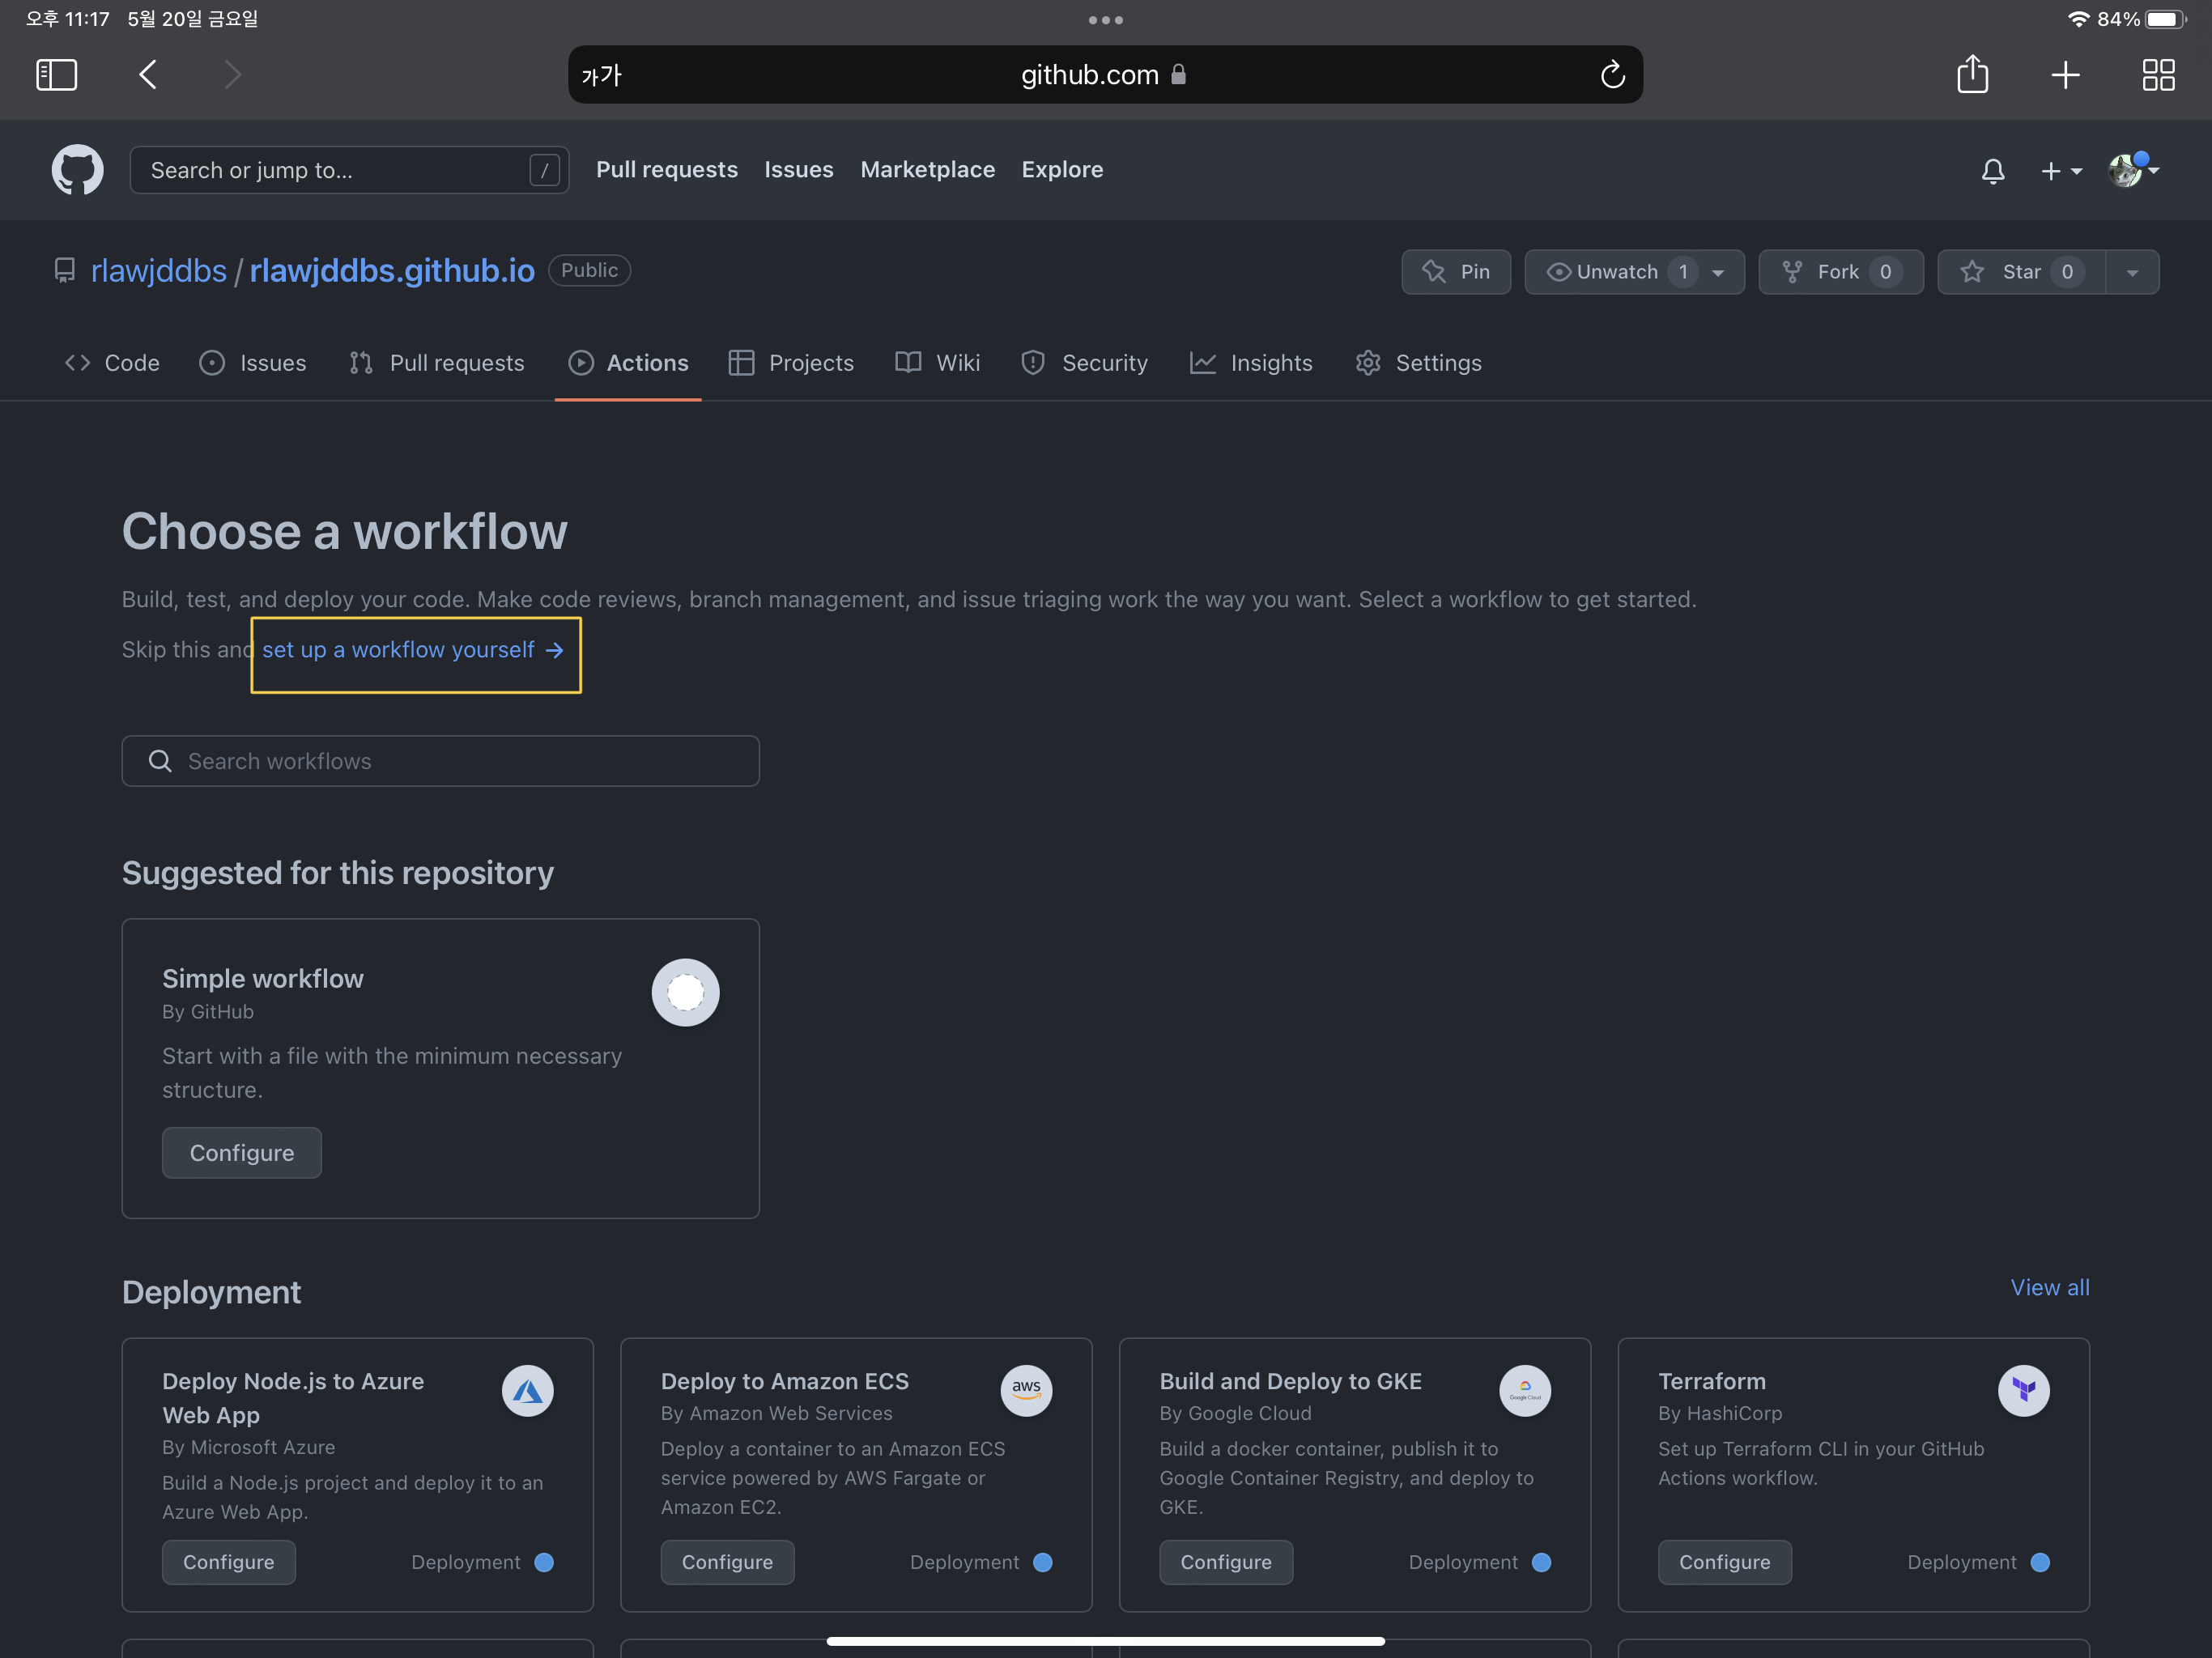 오후 11:17 5월 20일 금요일
84%
가가 github.com
Search or jump to... /
Pull requests Issues Marketplace Explore
rlawjddbs / rlawjddbs.github.io Public
Pin Unwatch 1 Fork 0 Star 0
Code Issues Pull requests Actions Projects Wiki Security Insights Settings
Choose a workflow
Build, test, and deploy your code. Make code reviews, branch management, and issue triaging work the way you want. Select a workflow to get started.
Skip this and set up a workflow yourself →
Search workflows
Suggested for this repository
Simple workflow
By GitHub
Start with a file with the minimum necessary
structure.
Configure
Deployment View all
Deploy Node.js to Azure
Web App
By Microsoft Azure
Build a Node.js project and deploy it to an
Azure Web App.
Configure Deployment
Deploy to Amazon ECS
By Amazon Web Services
aws
Deploy a container to an Amazon ECS
service powered by AWS Fargate or
Amazon EC2.
Configure Deployment
Build and Deploy to GKE
By Google Cloud
Google Cloud
Build a docker container, publish it to
Google Container Registry, and deploy to
GKE.
Configure Deployment
Terraform
By HashiCorp
Set up Terraform CLI in your GitHub
Actions workflow.
Configure Deployment